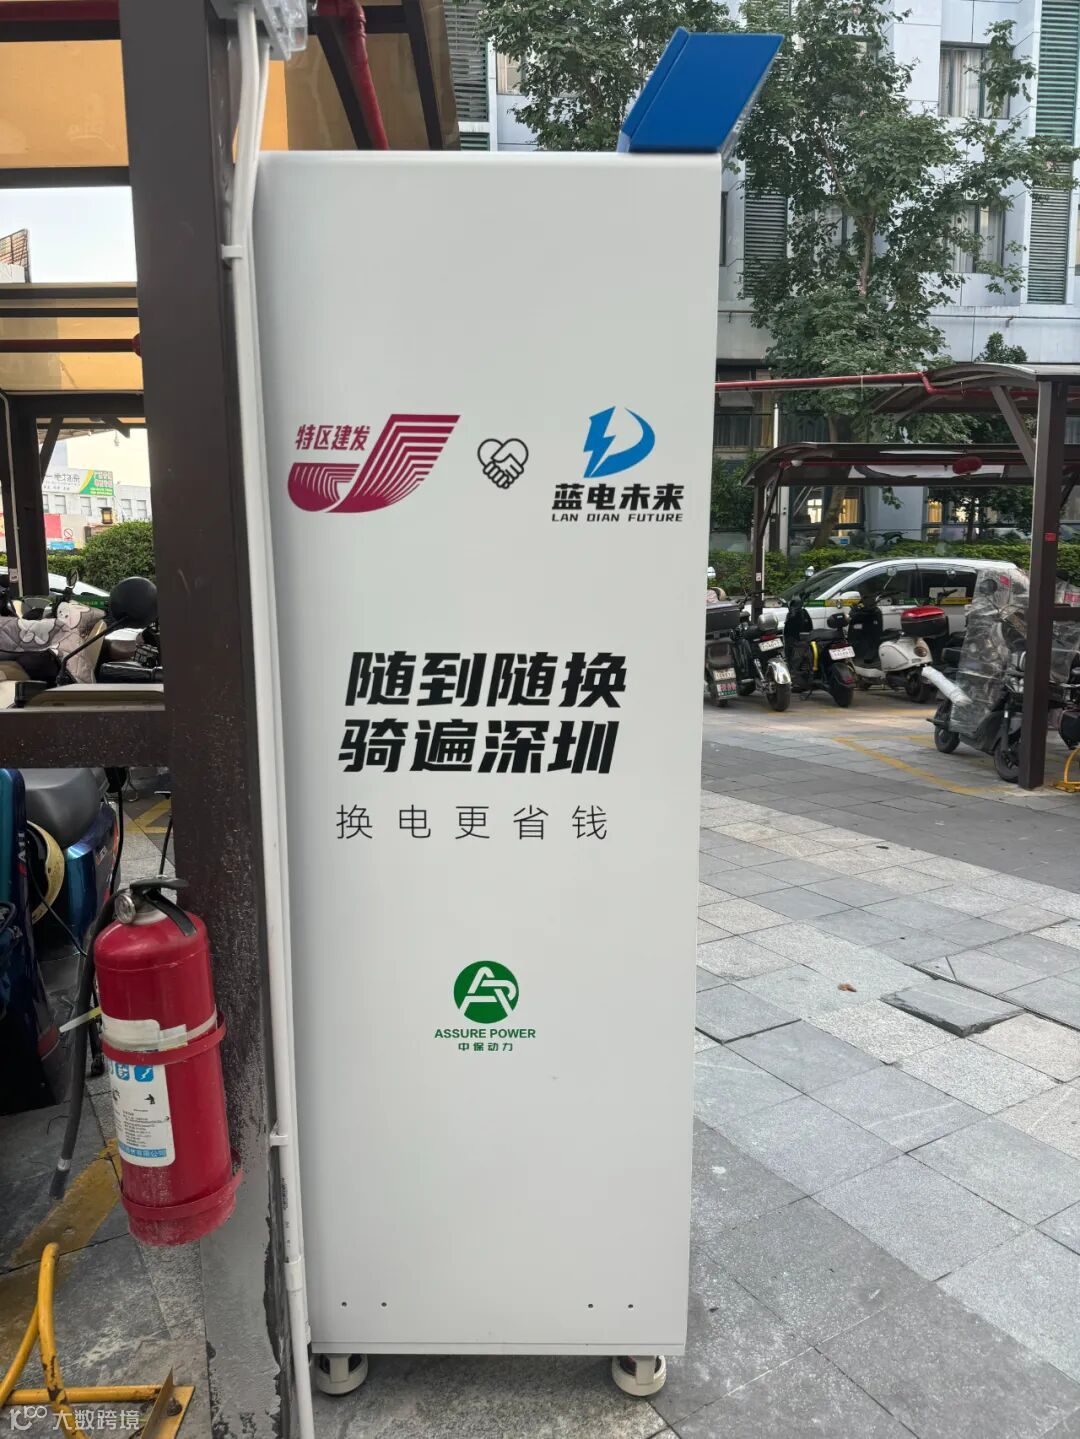 特区建发
蓝电未来
LAN DIAN FUTURE
随到随换
骑遍深圳
换电更省钱
ASSURE POWER
中保动力
大数跨境